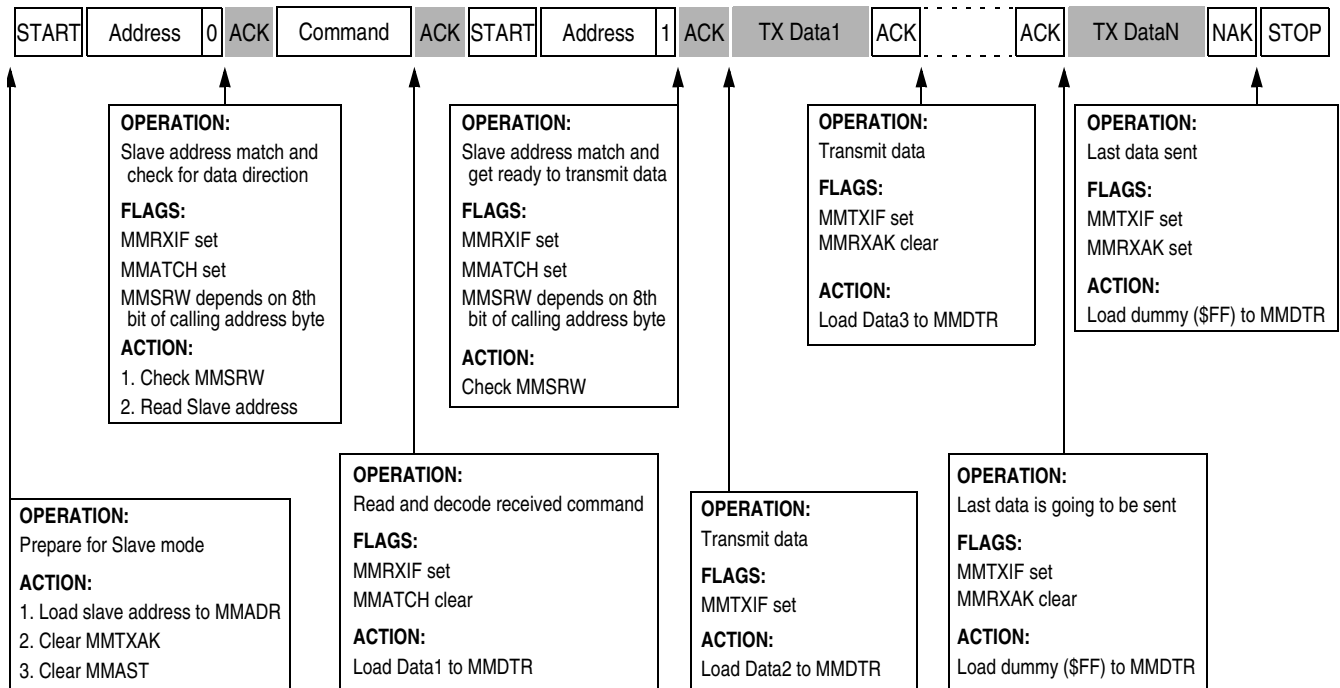 START Address 0 ACK Command ACK START Address 1 ACK TX Data1 ACK ACK TX DataN NAK STOP
OPERATION:
Slave address match and
check for data direction
FLAGS:
MMRXIF set
MMATCH set
MMSRW depends on 8th
bit of calling address byte
ACTION:
1. Check MMSRW
2. Read Slave address
OPERATION:
Slave address match and
get ready to transmit data
FLAGS:
MMRXIF set
MMATCH set
MMSRW depends on 8th
bit of calling address byte
ACTION:
Check MMSRW
OPERATION:
Transmit data
FLAGS:
MMTXIF set
MMRXAK clear
ACTION:
Load Data3 to MMDTR
OPERATION:
Last data sent
FLAGS:
MMTXIF set
MMRXAK set
ACTION:
Load dummy ($FF) to MMDTR
OPERATION:
Prepare for Slave mode
ACTION:
1. Load slave address to MMADR
2. Clear MMTXAK
3. Clear MMAST
OPERATION:
Read and decode received command
FLAGS:
MMRXIF set
MMATCH clear
ACTION:
Load Data1 to MMDTR
OPERATION:
Transmit data
FLAGS:
MMTXIF set
ACTION:
Load Data2 to MMDTR
OPERATION:
Last data is going to be sent
FLAGS:
MMTXIF set
MMRXAK clear
ACTION:
Load dummy ($FF) to MMDTR